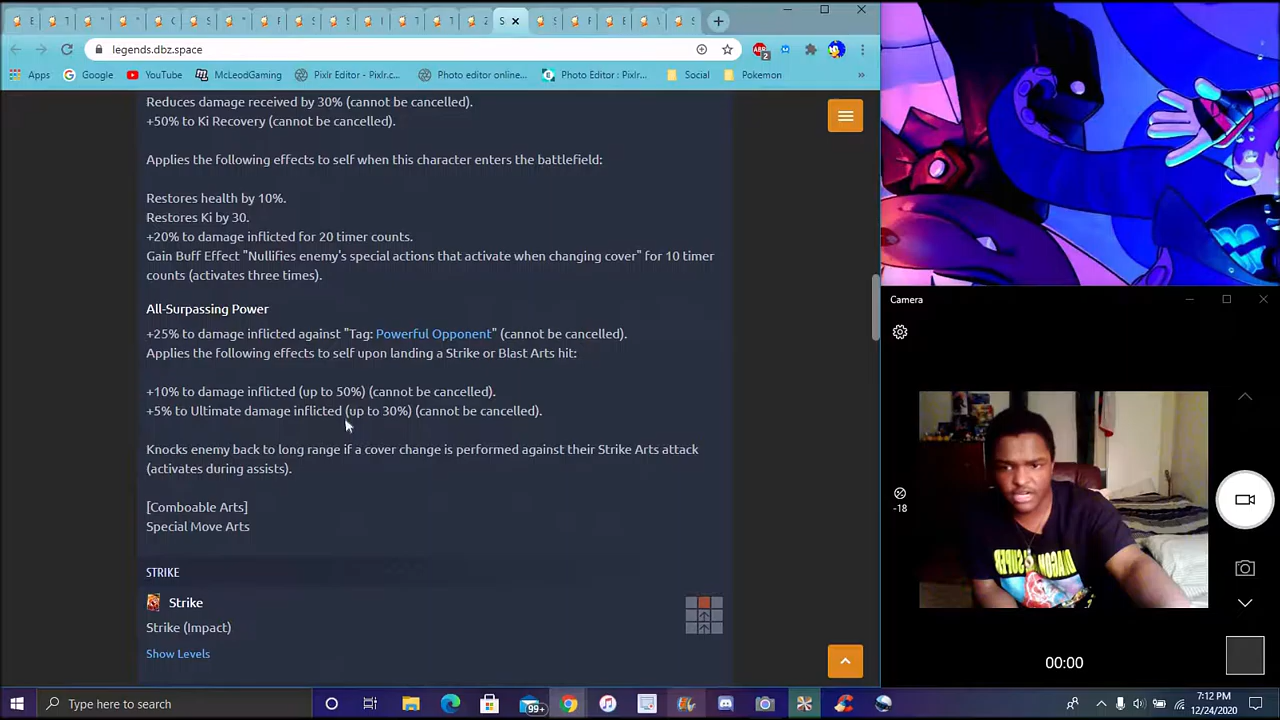 legends.dbz.space
Apps
Google
YouTube
McLeodGaming
Pixlr Editor - Pixlr.c...
Photo editor online...
Photo Editor : Pixlr...
Social
Pokemon
»
Reduces damage received by 30% (cannot be cancelled).
+50% to Ki Recovery (cannot be cancelled).
Applies the following effects to self when this character enters the battlefield:
Restores health by 10%.
Restores Ki by 30.
+20% to damage inflicted for 20 timer counts.
Gain Buff Effect "Nullifies enemy's special actions that activate when changing cover" for 10 timer
counts (activates three times).
All-Surpassing Power
+25% to damage inflicted against "Tag: Powerful Opponent" (cannot be cancelled).
Applies the following effects to self upon landing a Strike or Blast Arts hit:
+10% to damage inflicted (up to 50%) (cannot be cancelled).
+5% to Ultimate damage inflicted (up to 30%) (cannot be cancelled).
Knocks enemy back to long range if a cover change is performed against their Strike Arts attack
(activates during assists).
[Comboable Arts]
Special Move Arts
STRIKE
Strike
Strike (Impact)
Show Levels
Camera
-18
00:00
Type here to search
99+
7:12 PM
12/24/2020